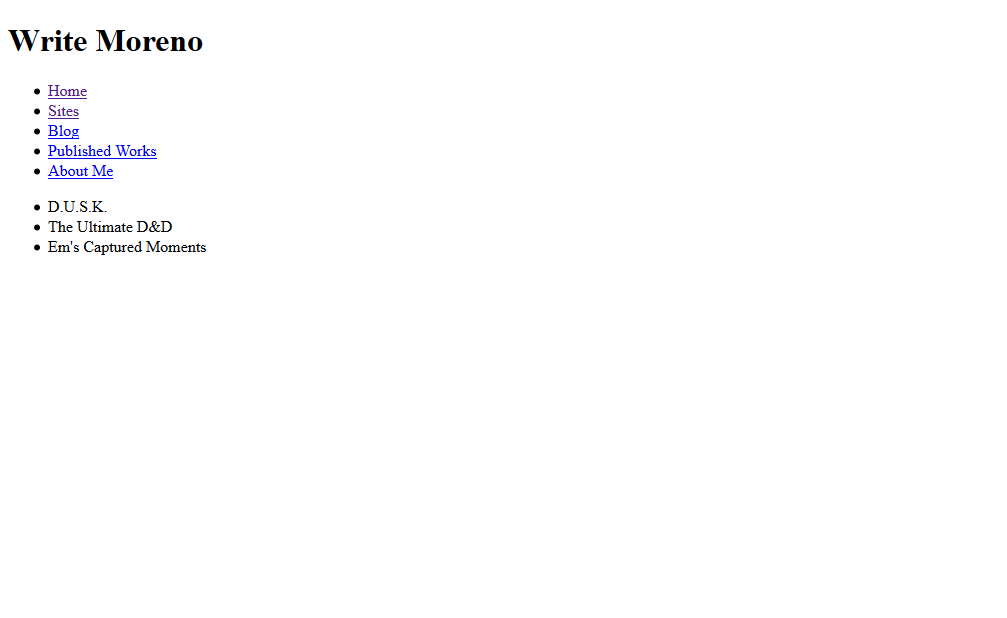 Write Moreno
Home
Sites
Blog
Published Works
About Me
D.U.S.K.
The Ultimate D&D
Em's Captured Moments